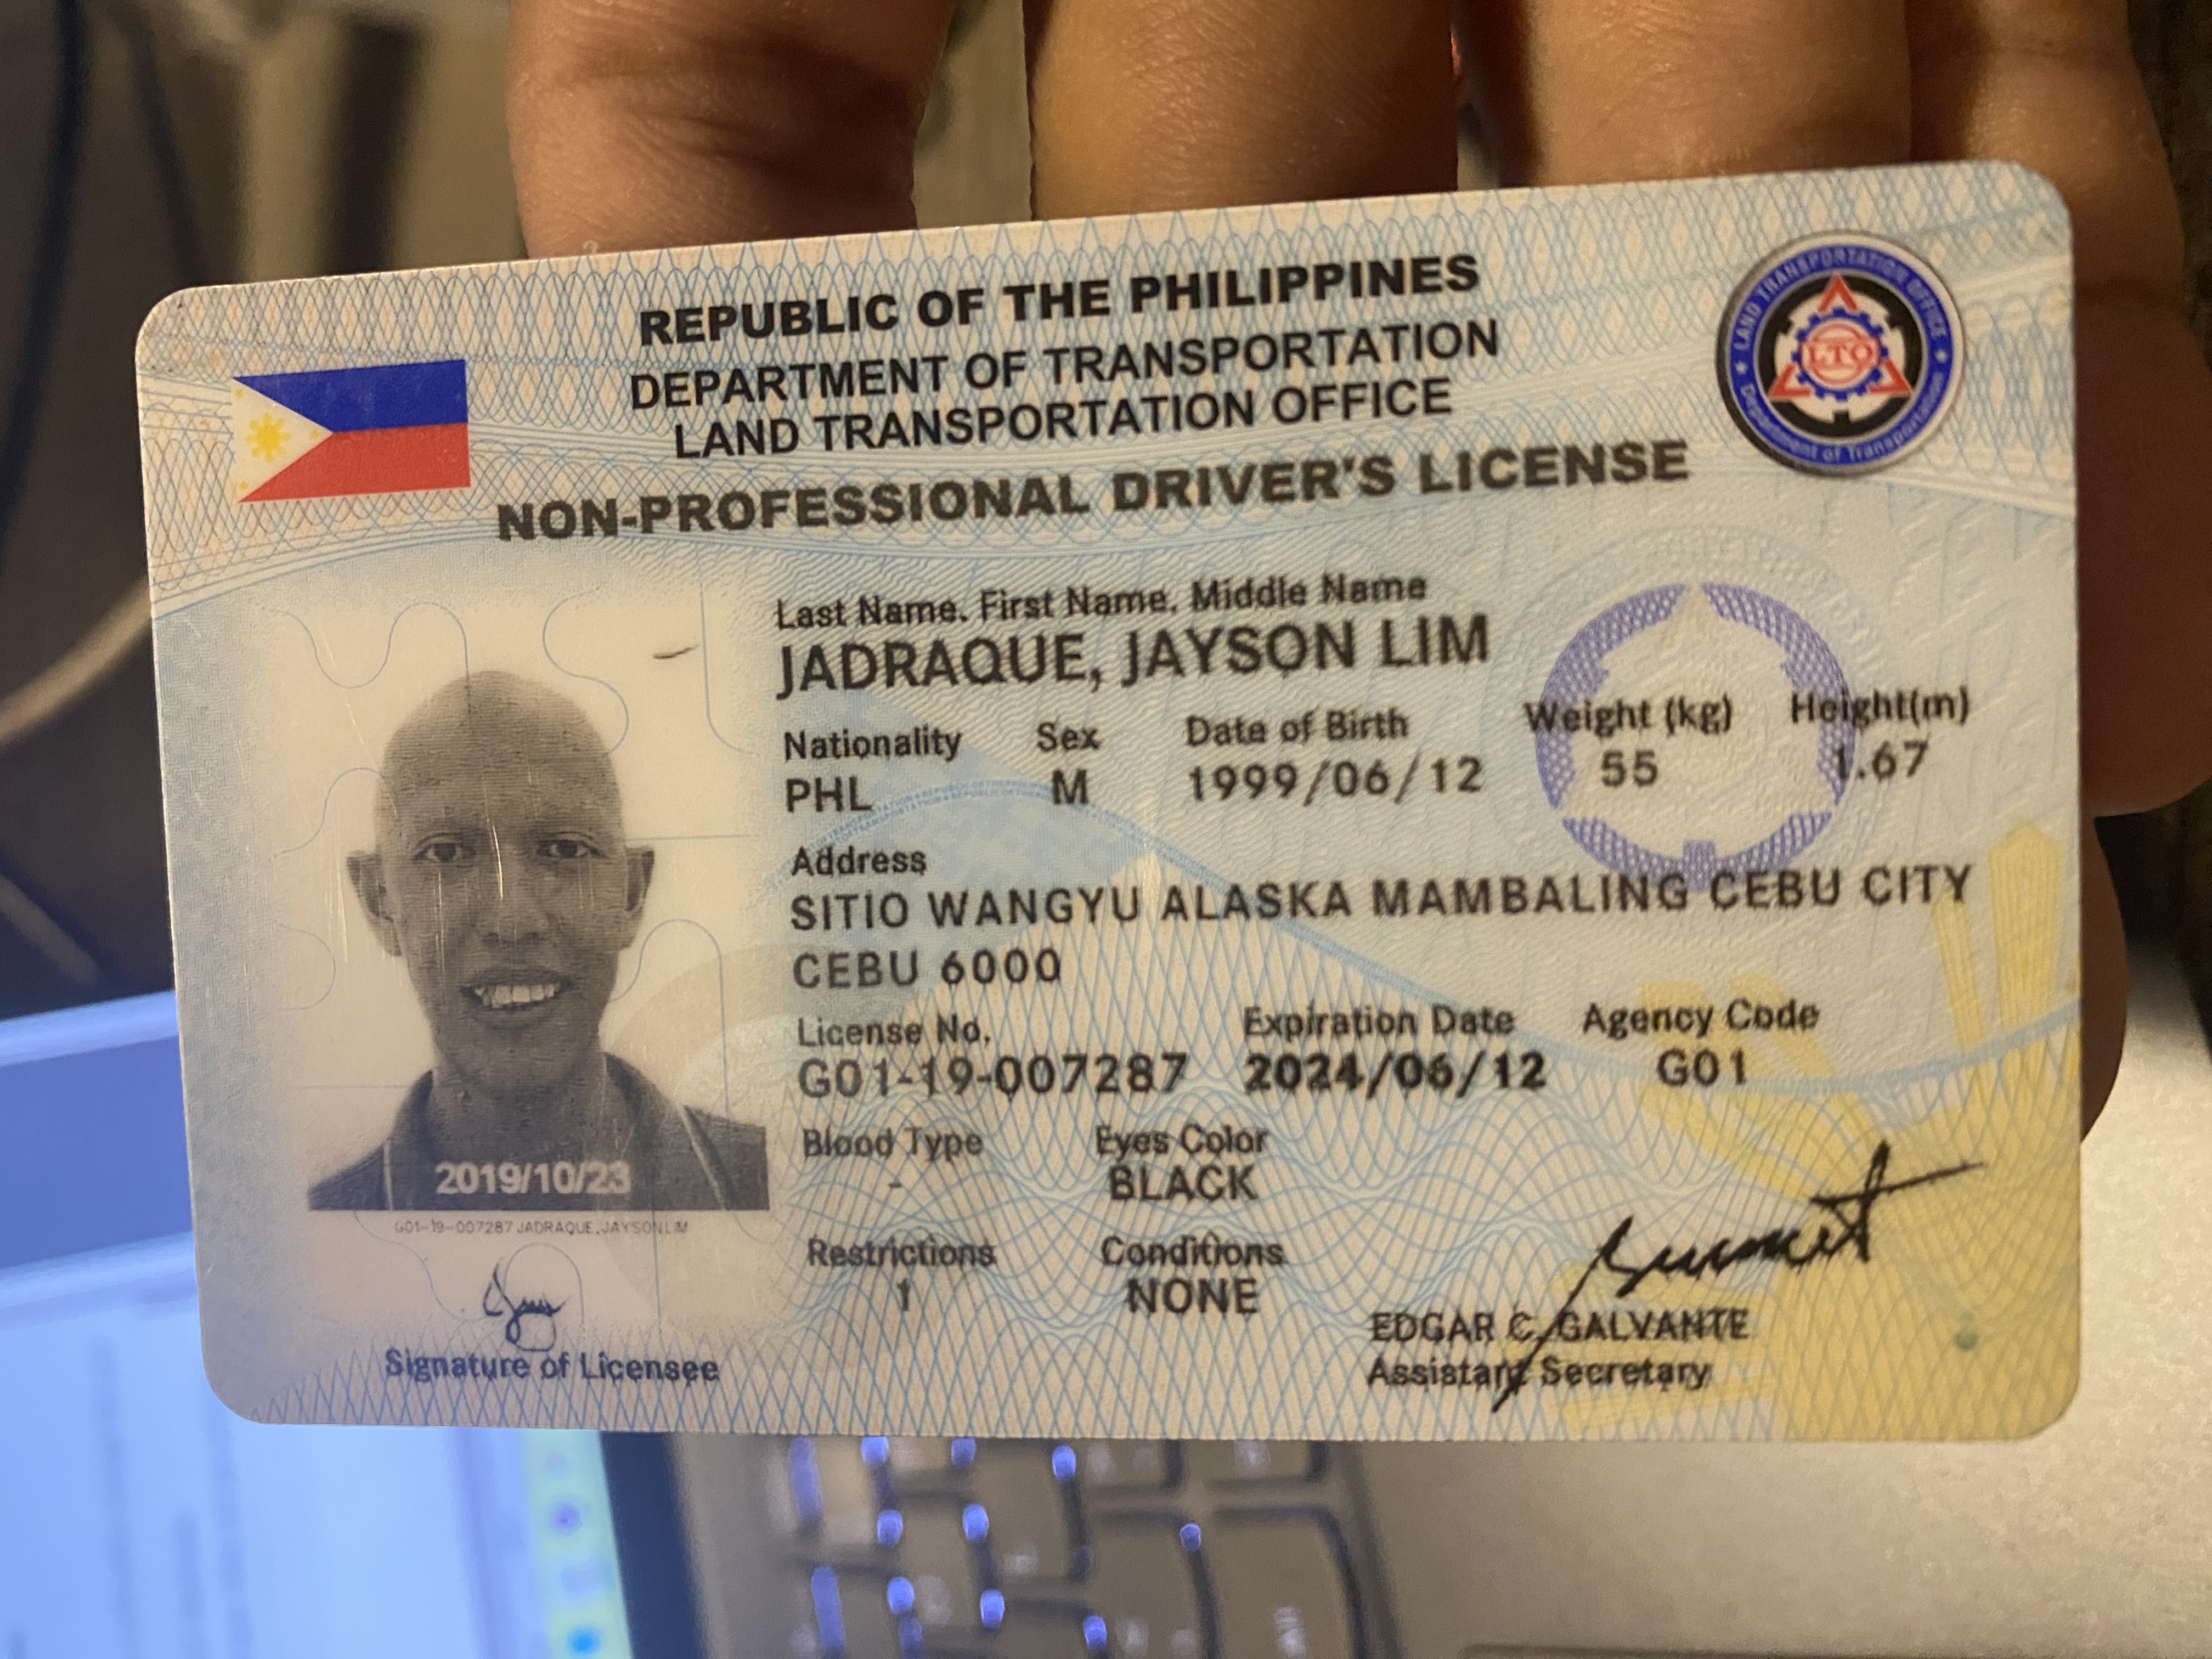 REPUBLIC OF THE PHILIPPINES
DEPARTMENT OF TRANSPORTATION
LAND TRANSPORTATION OFFICE
NON-PROFESSIONAL DRIVER'S LICENSE
LAND TRANSPORTATION OFFICE
Department of Transportation
LTO
Last Name, First Name, Middle Name
JADRAQUE, JAYSON LIM
Nationality Sex Date of Birth Weight (kg) Height(m)
PHL M 1999/06/12 55 1.67
Address
SITIO WANGYU ALASKA MAMBALING CEBU CITY
CEBU 6000
License No. Expiration Date Agency Code
G01-19-007287 2024/06/12 G01
Blood Type Eyes Color
- BLACK
Restrictions Conditions
1 NONE
2019/10/23
G01-19-007287 JADRAQUE, JAYSON LIM
Signature of Licensee
EDGAR C. GALVANTE
Assistant Secretary